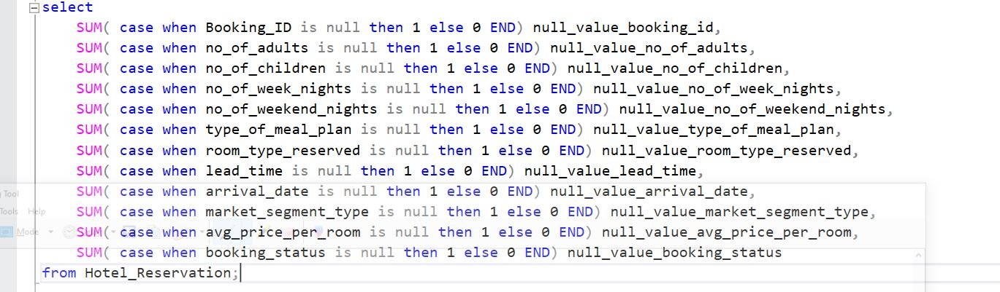 select
SUM( case when Booking_ID is null then 1 else 0 END) null_value_booking_id,
SUM( case when no_of_adults is null then 1 else 0 END) null_value_no_of_adults,
SUM( case when no_of_children is null then 1 else 0 END) null_value_no_of_children,
SUM( case when no_of_week_nights is null then 1 else 0 END) null_value_no_of_week_nights,
SUM( case when no_of_weekend_nights is null then 1 else 0 END) null_value_no_of_weekend_nights,
SUM( case when type_of_meal_plan is null then 1 else 0 END) null_value_type_of_meal_plan,
SUM( case when room_type_reserved is null then 1 else 0 END) null_value_room_type_reserved,
SUM( case when lead_time is null then 1 else 0 END) null_value_lead_time,
SUM( case when arrival_date is null then 1 else 0 END) null_value_arrival_date,
Tool
SUM( case when market_segment_type is null then 1 else 0 END) null_value_market_segment_type,
Tools Help
SUM( case when avg_price_per_room is null then 1 else 0 END) null_value_avg_price_per_room,
Mode
SUM( case when booking_status is null then 1 else 0 END) null_value_booking_status
from Hotel_Reservation;